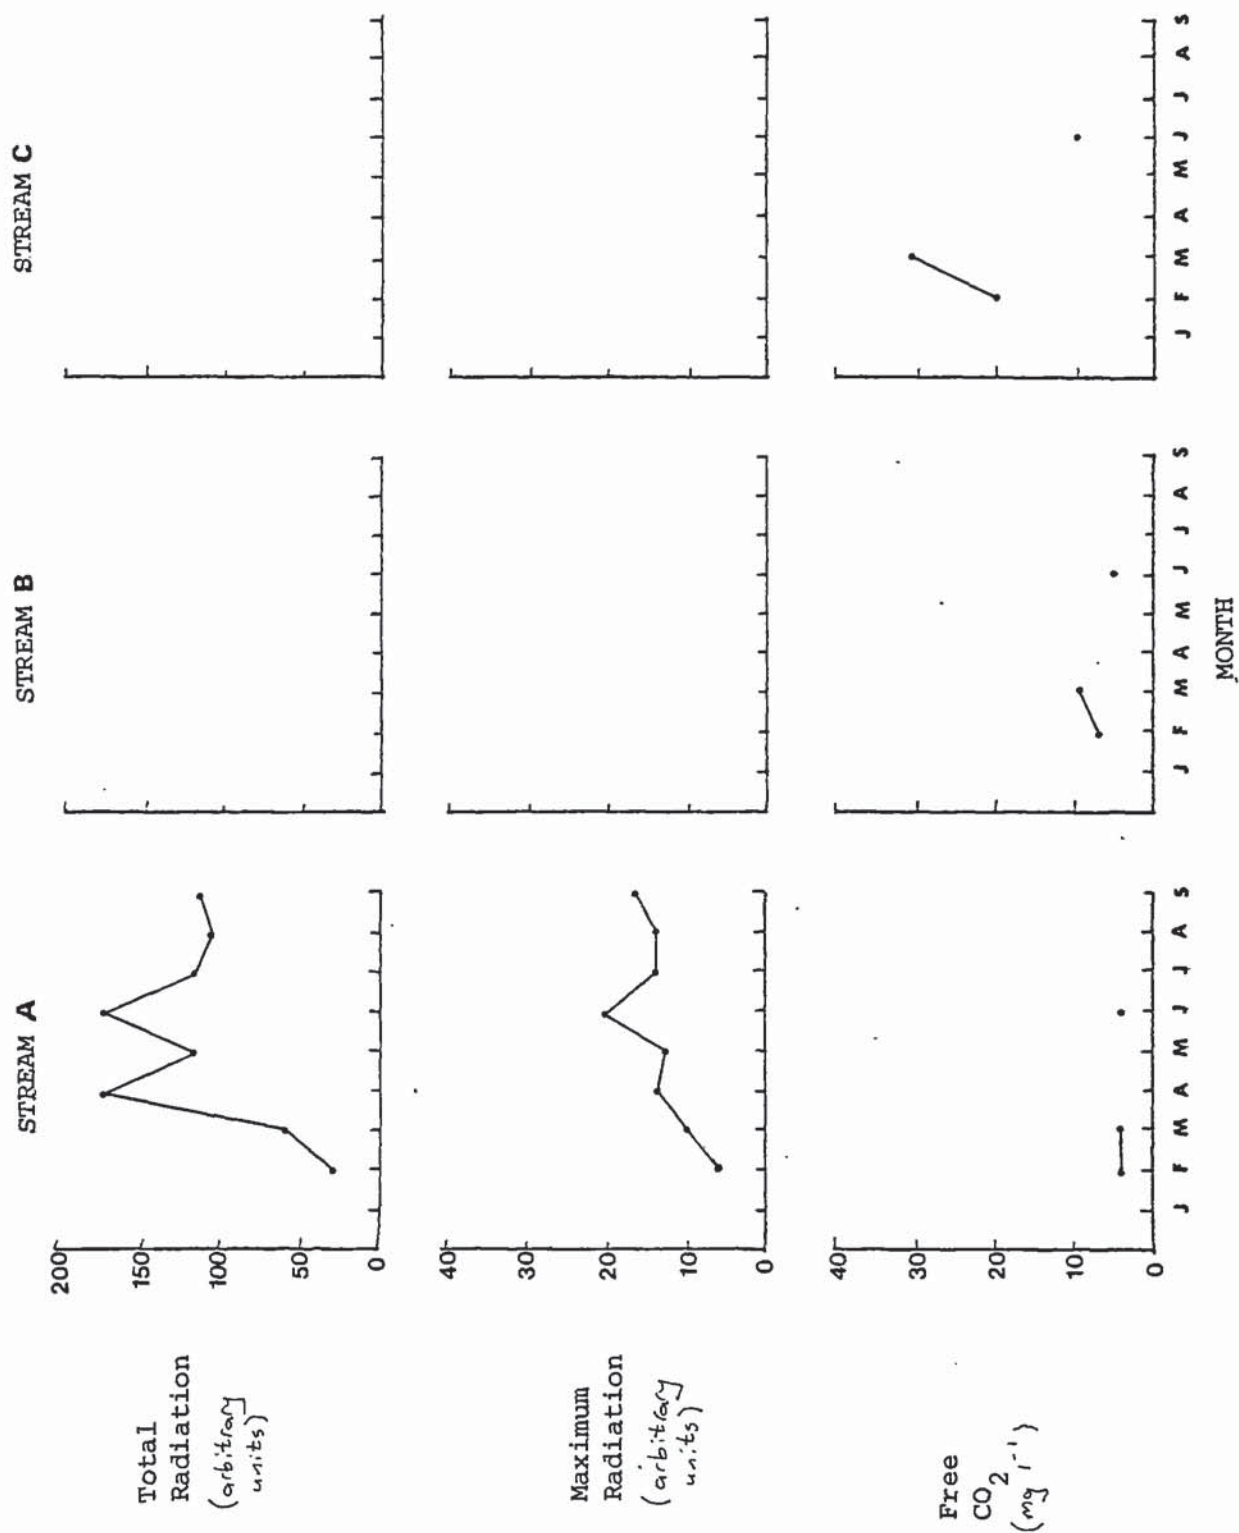 STREAM A
STREAM B
STREAM C
Total
Radiation
(arbitrary
units)
200
150
100
50
0
Maximum
Radiation
(arbitrary
units)
40
30
20
10
0
Free
CO2
(mg l⁻¹)
40
30
20
10
0
J F M A M J J A S
J F M A M J J A S
J F M A M J J A S
MONTH